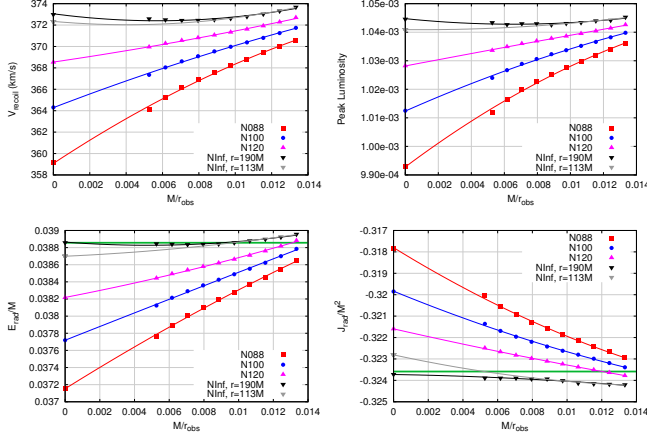 374
372
370
368
366
364
362
360
358
V_recoil (km/s)
N088
N100
N120
NInf, r=190M
NInf, r=113M
0 0.002 0.004 0.006 0.008 0.01 0.012 0.014
M/r_obs
1.05e-03
1.04e-03
1.03e-03
1.02e-03
1.01e-03
1.00e-03
9.90e-04
Peak Luminosity
N088
N100
N120
NInf, r=190M
NInf, r=113M
0 0.002 0.004 0.006 0.008 0.01 0.012 0.014
M/r_obs
0.039
0.0388
0.0386
0.0384
0.0382
0.038
0.0378
0.0376
0.0374
0.0372
0.037
E_rad/M
N088
N100
N120
NInf, r=190M
NInf, r=113M
0 0.002 0.004 0.006 0.008 0.01 0.012 0.014
M/r_obs
-0.317
-0.318
-0.319
-0.32
-0.321
-0.322
-0.323
-0.324
-0.325
J_rad/M²
N088
N100
N120
NInf, r=190M
NInf, r=113M
0 0.002 0.004 0.006 0.008 0.01 0.012 0.014
M/r_obs